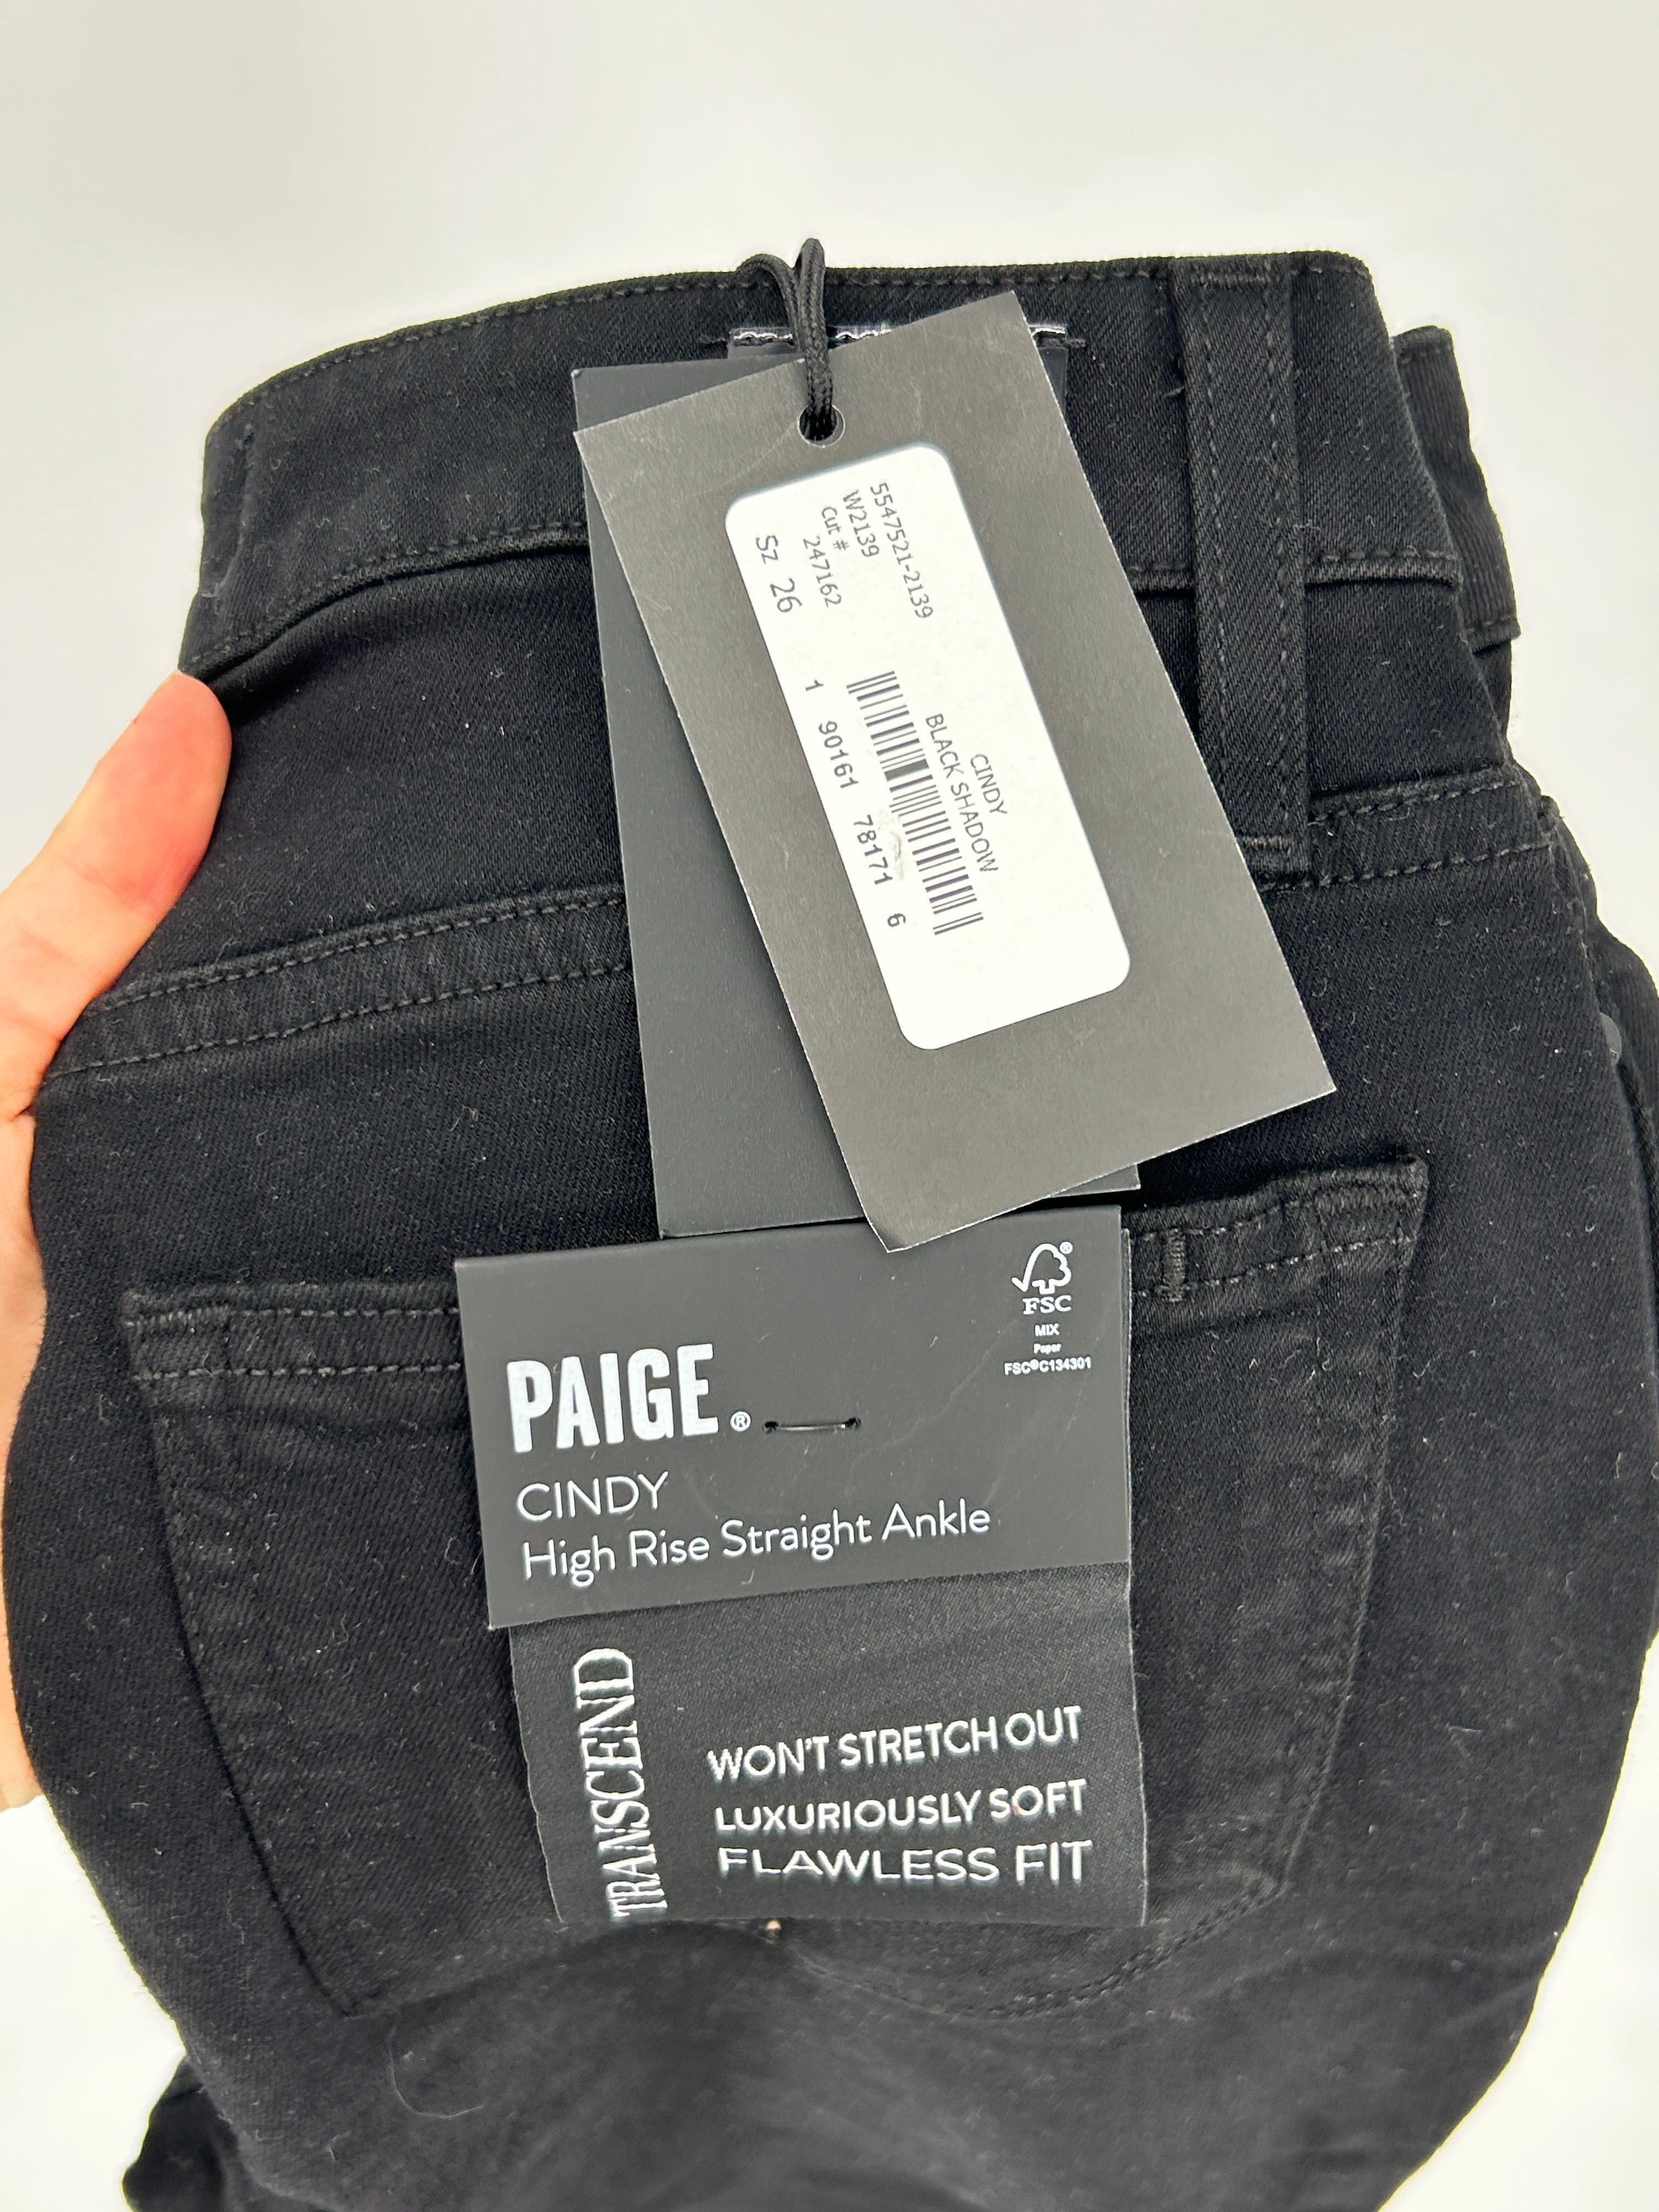 5547521-2139
W2139
Cut #
247162
Sz 26
CINDY
BLACK SHADOW
1 90161 78171 6
FSC®
MIX
Paper
FSC®C134301
PAIGE®
CINDY
High Rise Straight Ankle
TRANSCEND
WON'T STRETCH OUT
LUXURIOUSLY SOFT
FLAWLESS FIT